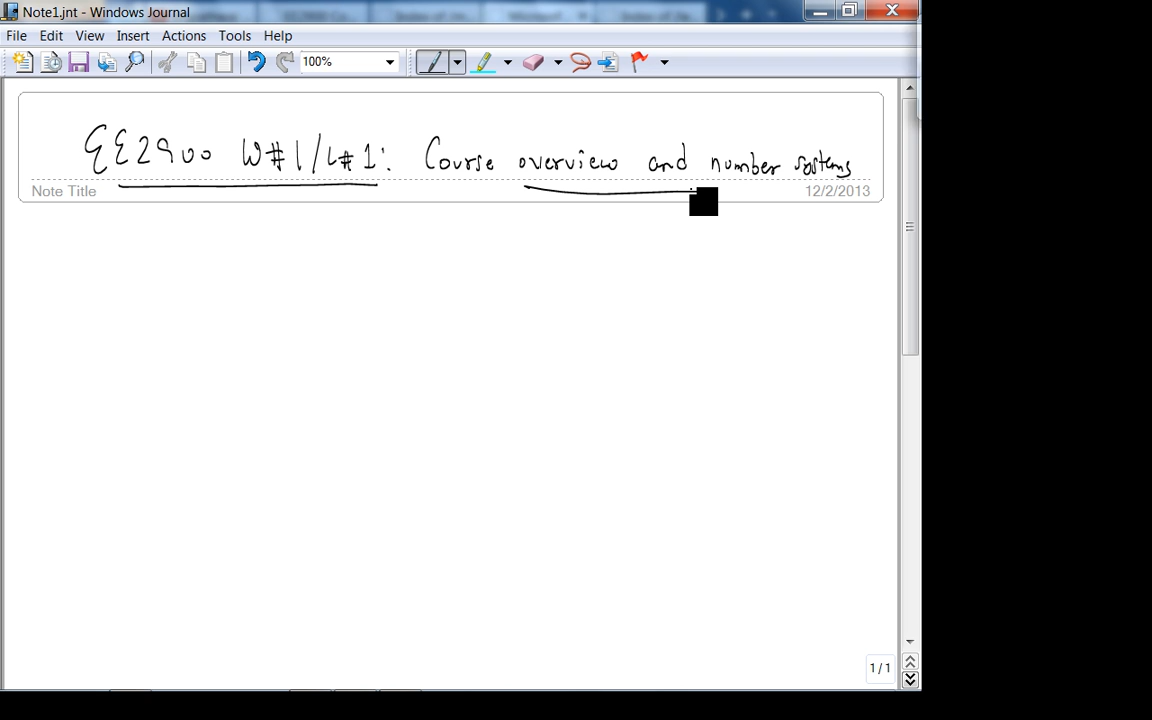 Note1.jnt - Windows Journal
File Edit View Insert Actions Tools Help
100%
EE2900 W#1/L#1: Course overview and number systems
Note Title 12/2/2013
1/1